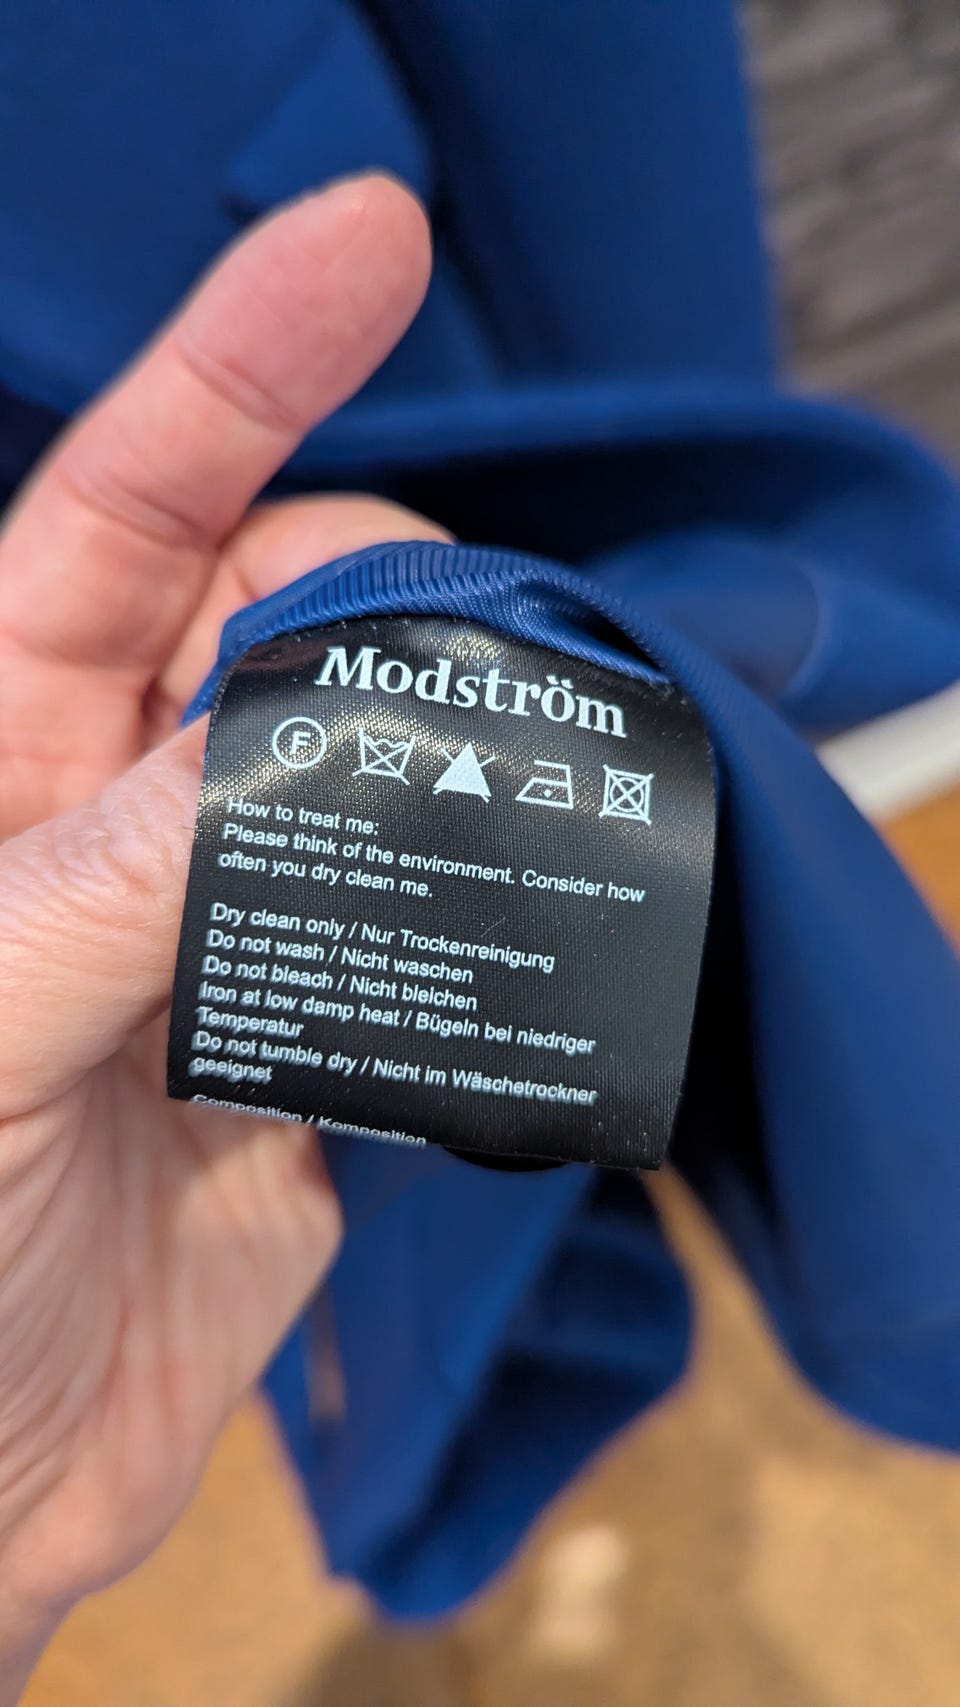 Modström
F
How to treat me:
Please think of the environment. Consider how
often you dry clean me.
Dry clean only / Nur Trockenreinigung
Do not wash / Nicht waschen
Do not bleach / Nicht bleichen
Iron at low damp heat / Bügeln bei niedriger
Temperatur
Do not tumble dry / Nicht im Wäschetrockner
geeignet
Composition / Komposition